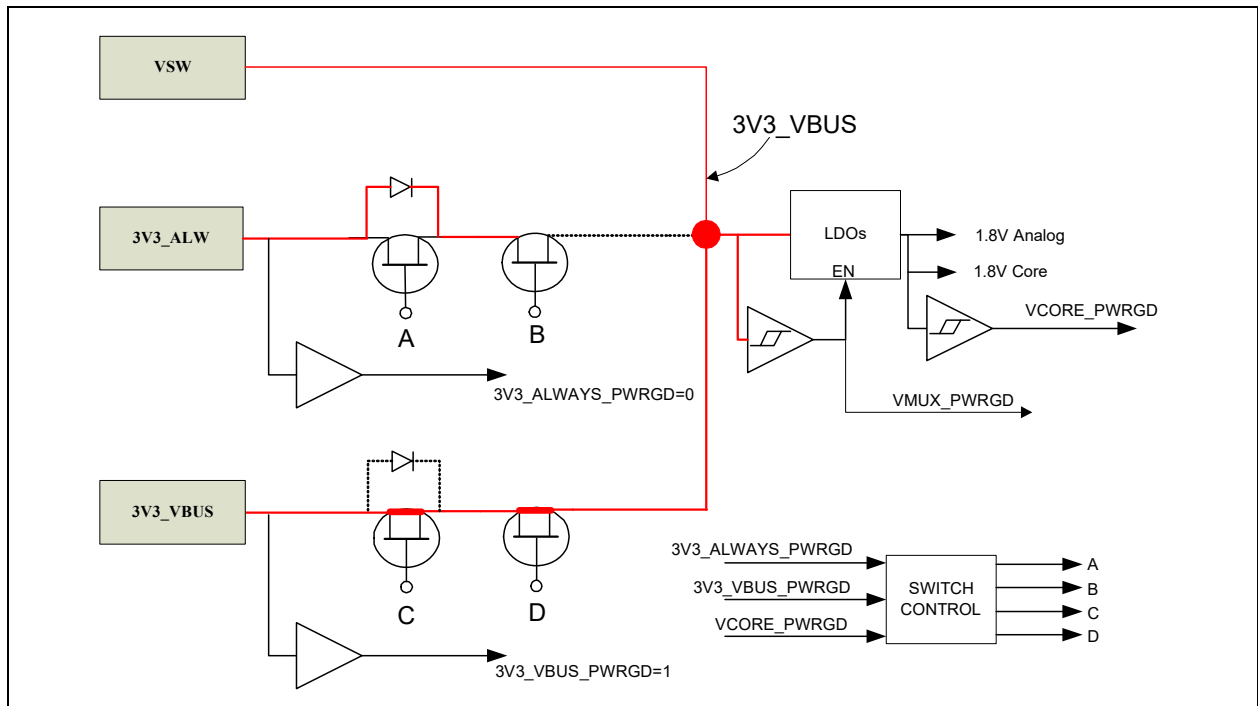 VSW
3V3_VBUS
3V3_ALW
LDOs
EN
1.8V Analog
1.8V Core
A
B
VCORE_PWRGD
3V3_ALWAYS_PWRGD=0
VMUX_PWRGD
3V3_VBUS
C
D
3V3_VBUS_PWRGD=1
3V3_ALWAYS_PWRGD
3V3_VBUS_PWRGD
VCORE_PWRGD
SWITCH
CONTROL
A
B
C
D